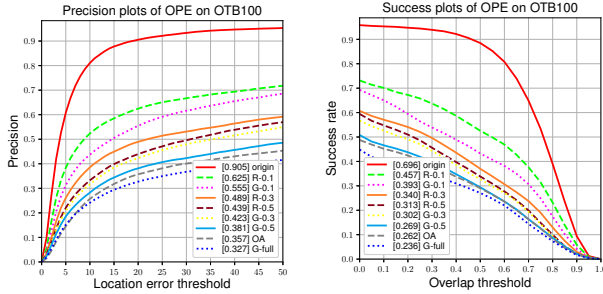 Precision plots of OPE on OTB100
Precision
0.9
0.8
0.7
0.6
0.5
0.4
0.3
0.2
0.1
0.0
[0.905] origin
[0.625] R-0.1
[0.555] G-0.1
[0.489] R-0.3
[0.439] R-0.5
[0.423] G-0.3
[0.381] G-0.5
[0.357] OA
[0.327] G-full
0 5 10 15 20 25 30 35 40 45 50
Location error threshold
Success plots of OPE on OTB100
Success rate
0.9
0.8
0.7
0.6
0.5
0.4
0.3
0.2
0.1
0.0
[0.696] origin
[0.457] R-0.1
[0.393] G-0.1
[0.340] R-0.3
[0.313] R-0.5
[0.302] G-0.3
[0.269] G-0.5
[0.262] OA
[0.236] G-full
0.0 0.1 0.2 0.3 0.4 0.5 0.6 0.7 0.8 0.9
Overlap threshold